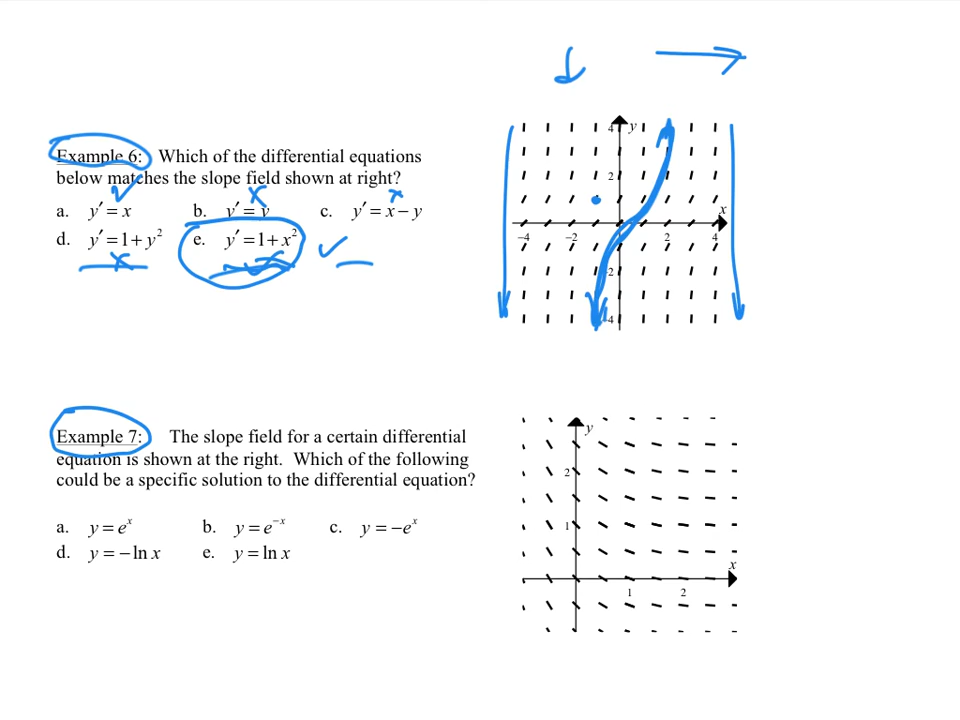 Example 6: Which of the differential equations
below matches the slope field shown at right?
a. y′ = x b. y′ = y c. y′ = x − y
d. y′ = 1 + y² e. y′ = 1 + x²
4 y
2
x
−4 −2 2 4
−2
−4
Example 7: The slope field for a certain differential
equation is shown at the right. Which of the following
could be a specific solution to the differential equation?
a. y = eˣ b. y = e⁻ˣ c. y = −eˣ
d. y = −ln x e. y = ln x
y
2
1
x
1 2